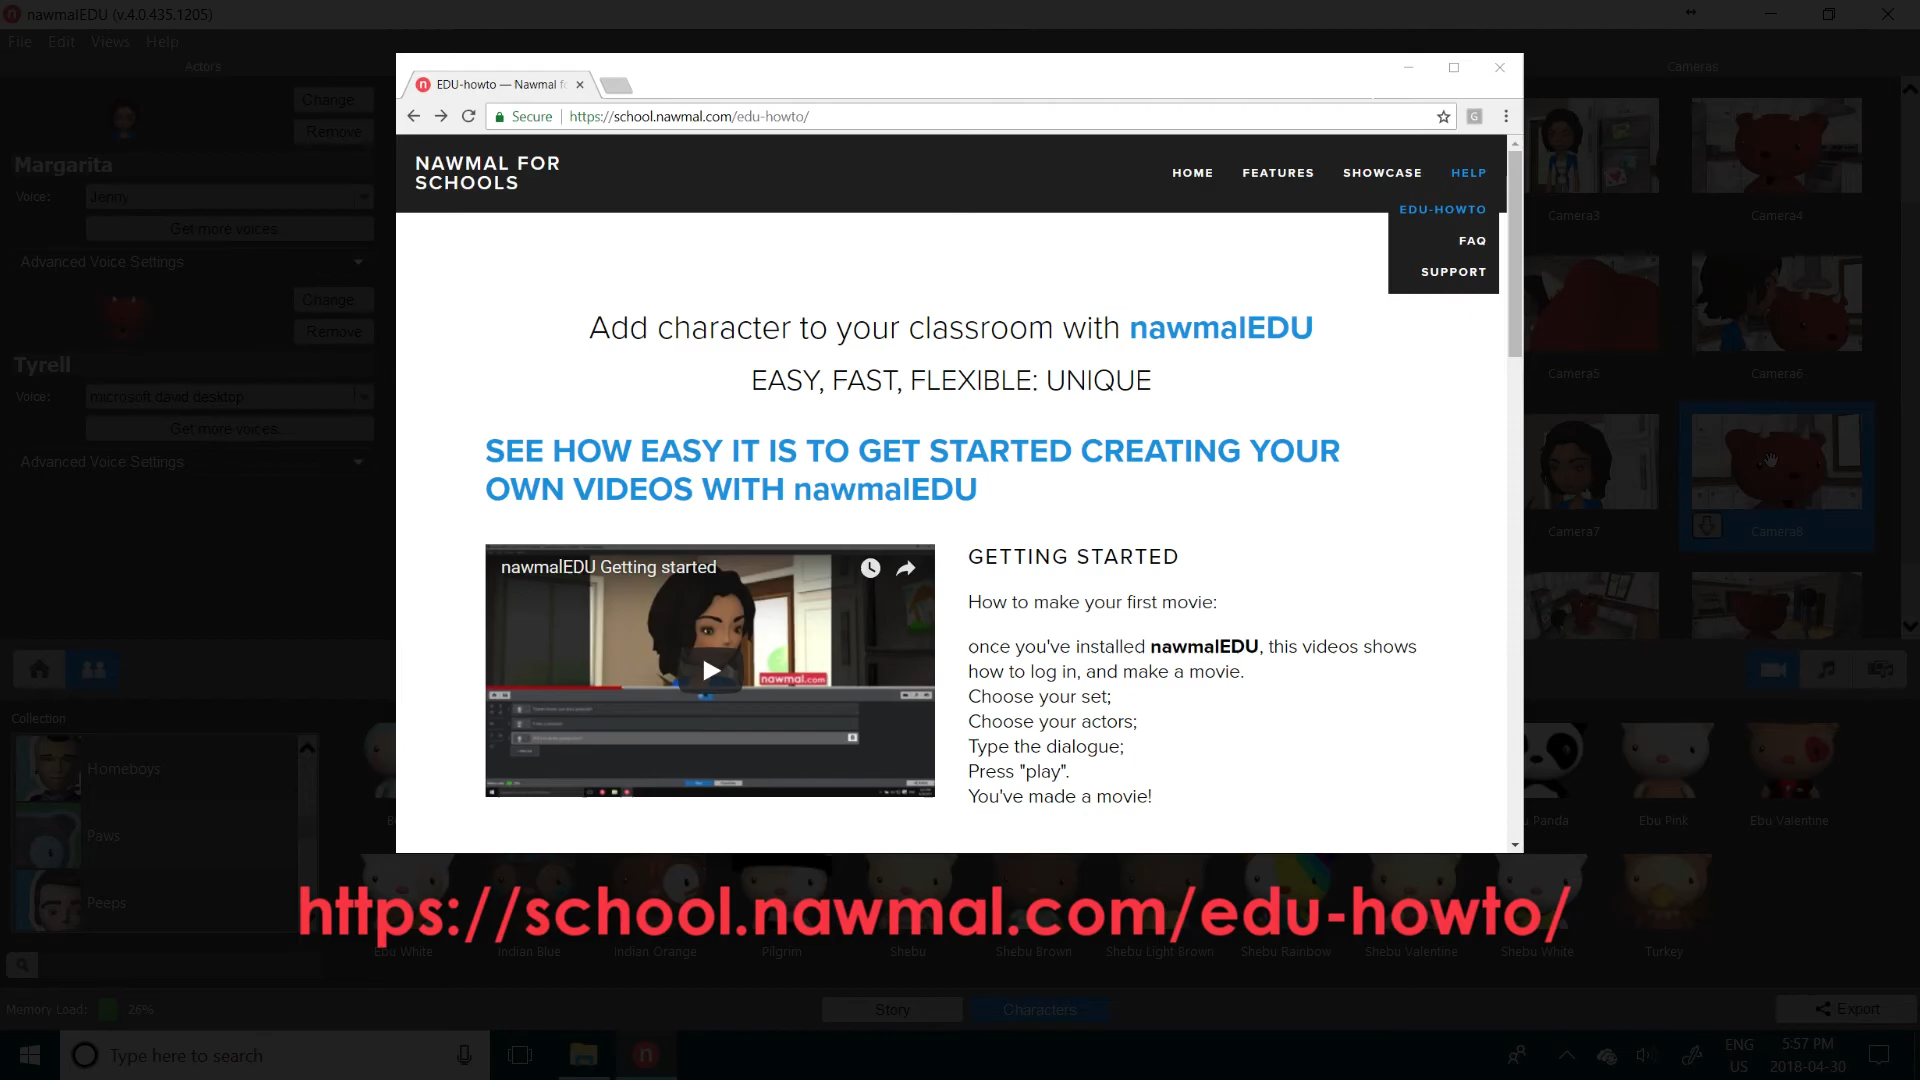 nawmalEDU (v.4.0.435.1205)
File Edit Views Help
Actors
Cameras
Change
Remove
Margarita
Voice: Jenny
Get more voices...
Advanced Voice Settings
Change
Remove
Tyrell
Voice: microsoft david desktop
Get more voices...
Advanced Voice Settings
EDU-howto — Nawmal fo
Secure https://school.nawmal.com/edu-howto/
NAWMAL FOR
SCHOOLS
HOME FEATURES SHOWCASE HELP
EDU-HOWTO
FAQ
SUPPORT
Add character to your classroom with nawmalEDU
EASY, FAST, FLEXIBLE: UNIQUE
SEE HOW EASY IT IS TO GET STARTED CREATING YOUR
OWN VIDEOS WITH nawmalEDU
nawmalEDU Getting started
nawmal.com
GETTING STARTED
How to make your first movie:
once you've installed nawmalEDU, this videos shows
how to log in, and make a movie.
Choose your set;
Choose your actors;
Type the dialogue;
Press "play".
You've made a movie!
Camera3 Camera4
Camera5 Camera6
Camera7 Camera8
Collection
Homeboys
Paws
Peeps
Panda Ebu Pink Ebu Valentine
https://school.nawmal.com/edu-howto/
Ebu White Indian Blue Indian Orange Pilgrim Shebu Shebu Brown Shebu Light Brown Shebu Rainbow Shebu Valentine Shebu White Turkey
Memory Load: 26%
Story Characters
Export
Type here to search
ENG
US
5:57 PM
2018-04-30